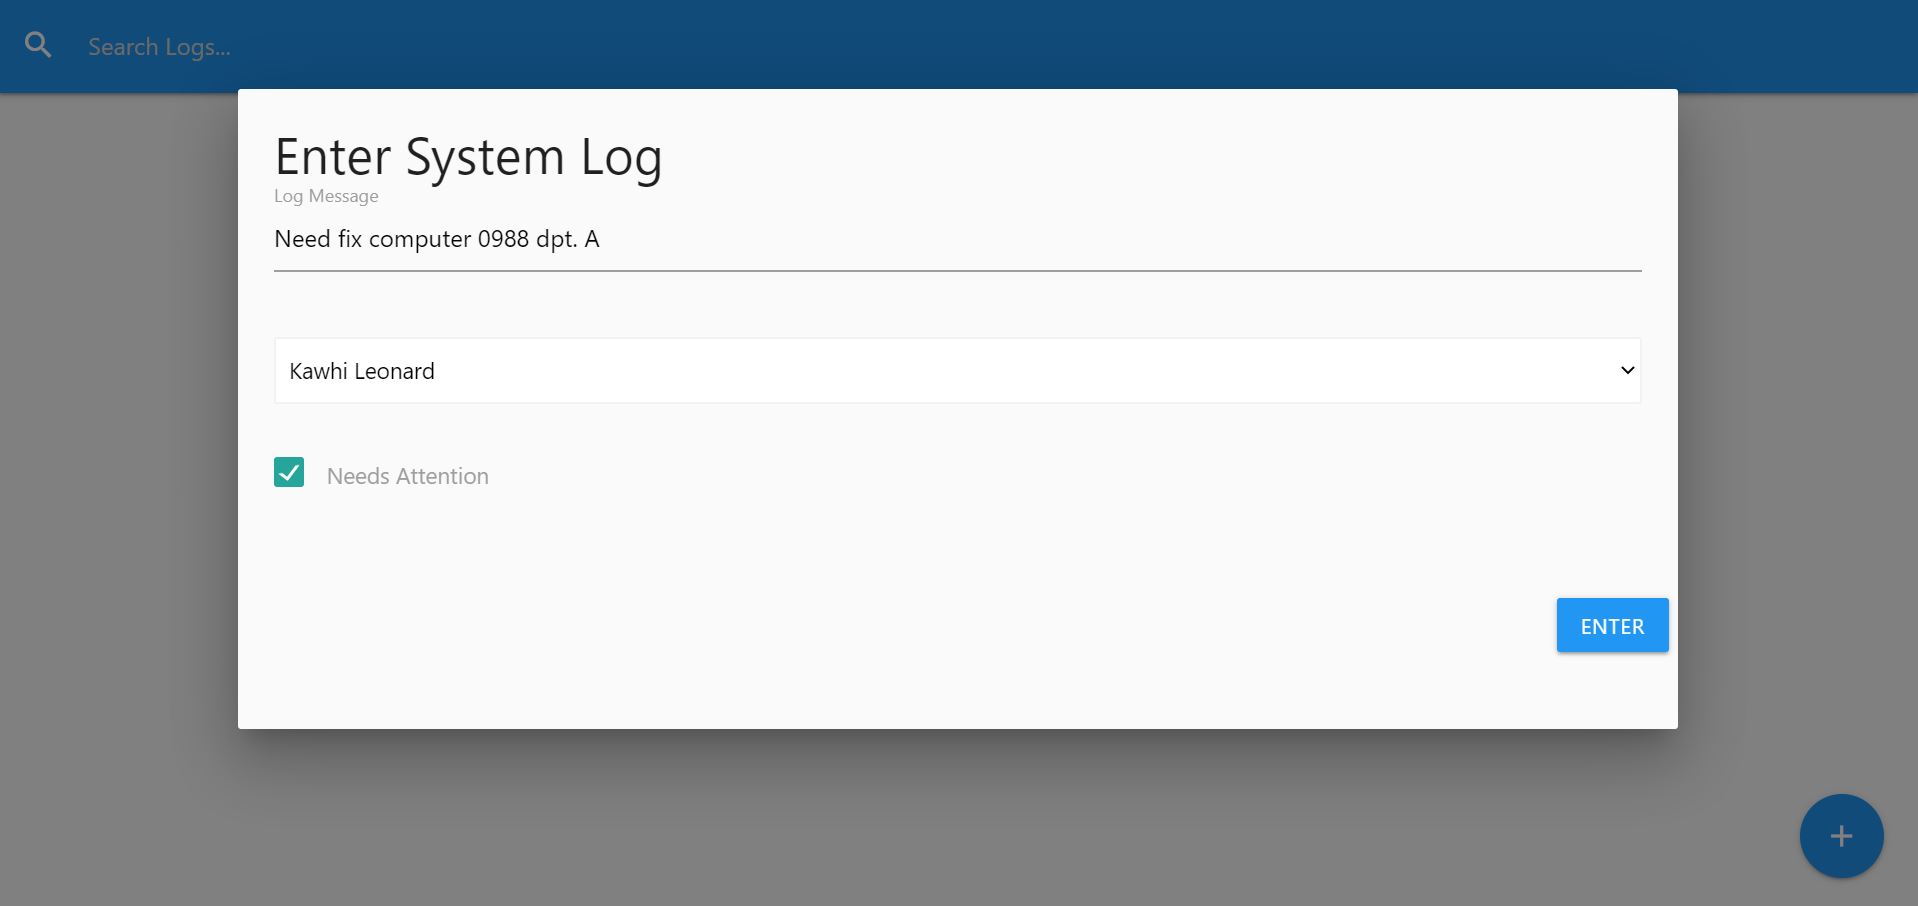 Search Logs...
Enter System Log
Log Message
Need fix computer 0988 dpt. A
Kawhi Leonard
Needs Attention
ENTER